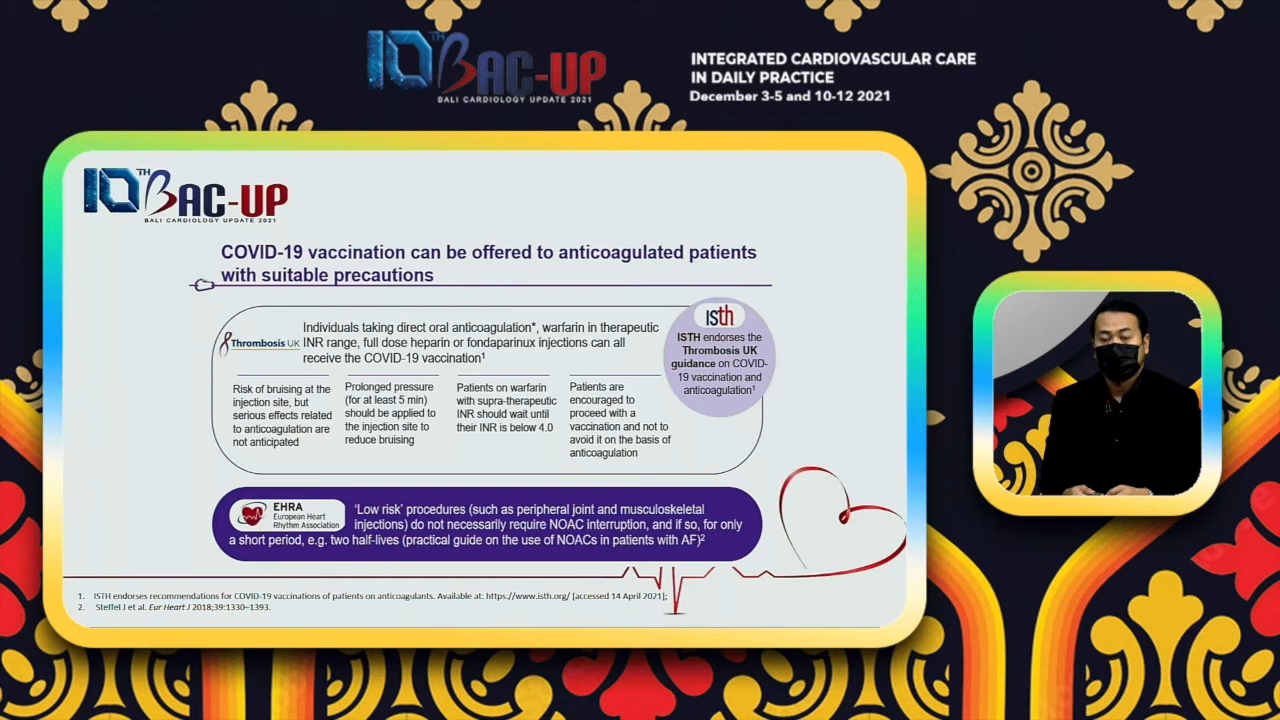 10TH BAC-UP
BALI CARDIOLOGY UPDATE 2021
INTEGRATED CARDIOVASCULAR CARE
IN DAILY PRACTICE
December 3-5 and 10-12 2021
10TH BAC-UP
BALI CARDIOLOGY UPDATE 2021
COVID-19 vaccination can be offered to anticoagulated patients
with suitable precautions
Thrombosis UK
Individuals taking direct oral anticoagulation*, warfarin in therapeutic
INR range, full dose heparin or fondaparinux injections can all
receive the COVID-19 vaccination1
isth
ISTH endorses the
Thrombosis UK
guidance on COVID-
19 vaccination and
anticoagulation1
Risk of bruising at the
injection site, but
serious effects related
to anticoagulation are
not anticipated
Prolonged pressure
(for at least 5 min)
should be applied to
the injection site to
reduce bruising
Patients on warfarin
with supra-therapeutic
INR should wait until
their INR is below 4.0
Patients are
encouraged to
proceed with a
vaccination and not to
avoid it on the basis of
anticoagulation
EHRA
European Heart
Rhythm Association
'Low risk' procedures (such as peripheral joint and musculoskeletal
injections) do not necessarily require NOAC interruption, and if so, for only
a short period, e.g. two half-lives (practical guide on the use of NOACs in patients with AF)2
1. ISTH endorses recommendations for COVID-19 vaccinations of patients on anticoagulants. Available at: https://www.isth.org/ [accessed 14 April 2021];
2. Steffel J et al. Eur Heart J 2018;39:1330–1393.